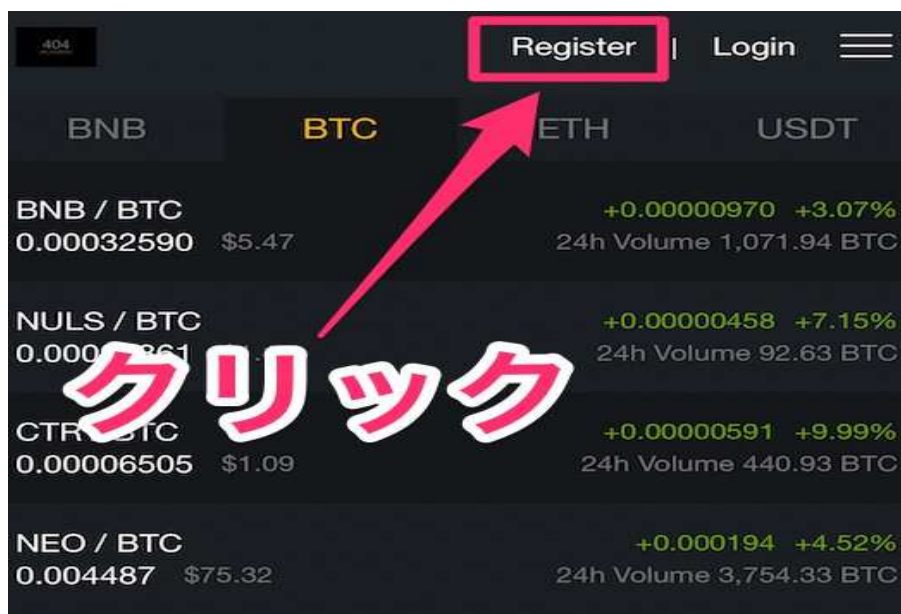 404
Register | Login
BNB BTC ETH USDT
BNB / BTC +0.00000970 +3.07%
0.00032590 $5.47 24h Volume 1,071.94 BTC
NULS / BTC +0.00000458 +7.15%
24h Volume 92.63 BTC
クリック
CTR / BTC +0.00000591 +9.99%
0.00006505 $1.09 24h Volume 440.93 BTC
NEO / BTC +0.000194 +4.52%
0.004487 $75.32 24h Volume 3,754.33 BTC